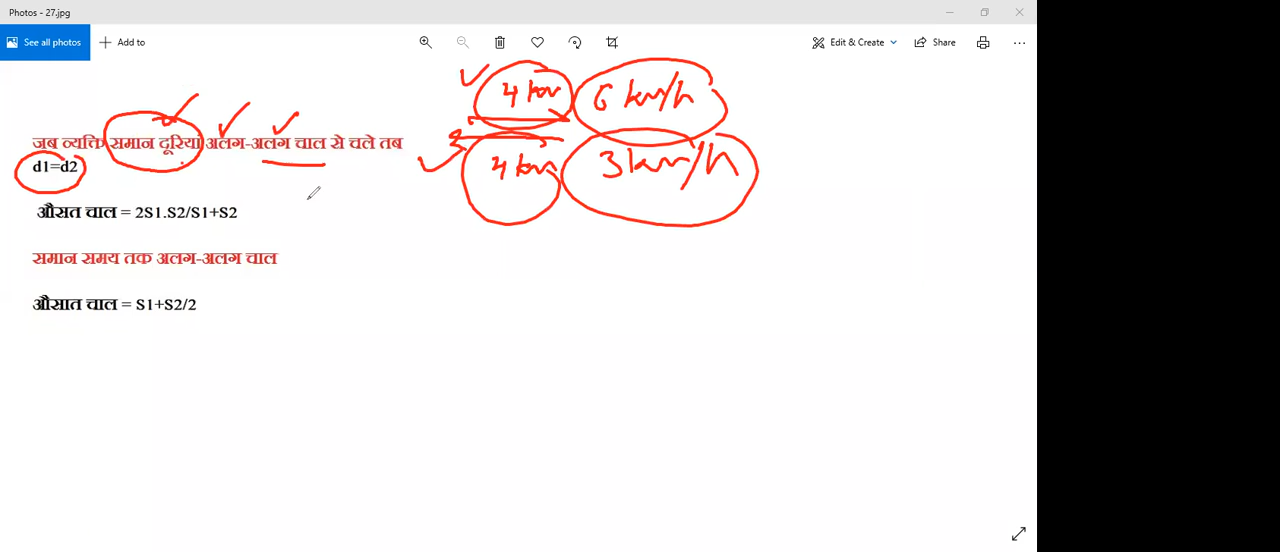 Photos - 27.jpg
See all photos
Add to
Edit & Create
Share
4 km 6 km/h
जब व्यक्ति समान दूरिया अलग-अलग चाल से चले तब
4 km 3 km/h
d1=d2
औसत चाल = 2S1.S2/S1+S2
समान समय तक अलग-अलग चाल
औसात चाल = S1+S2/2